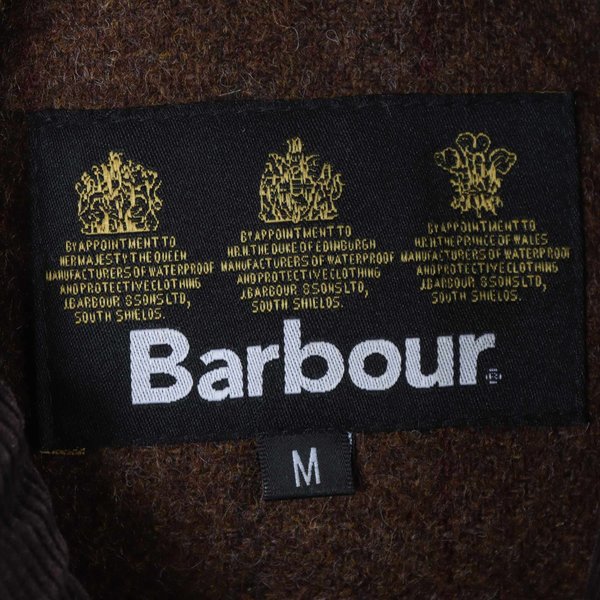 BY APPOINTMENT TO
HER MAJESTY THE QUEEN
MANUFACTURERS OF WATERPROOF
AND PROTECTIVE CLOTHING
J.BARBOUR & SONS LTD,
SOUTH SHIELDS.
BY APPOINTMENT TO
H.R.H. THE DUKE OF EDINBURGH
MANUFACTURERS OF WATERPROOF
AND PROTECTIVE CLOTHING
J.BARBOUR & SONS LTD,
SOUTH SHIELDS.
BY APPOINTMENT TO
H.R.H. THE PRINCE OF WALES
MANUFACTURERS OF WATERPROOF
AND PROTECTIVE CLOTHING
J.BARBOUR & SONS LTD,
SOUTH SHIELDS.
Barbour
M